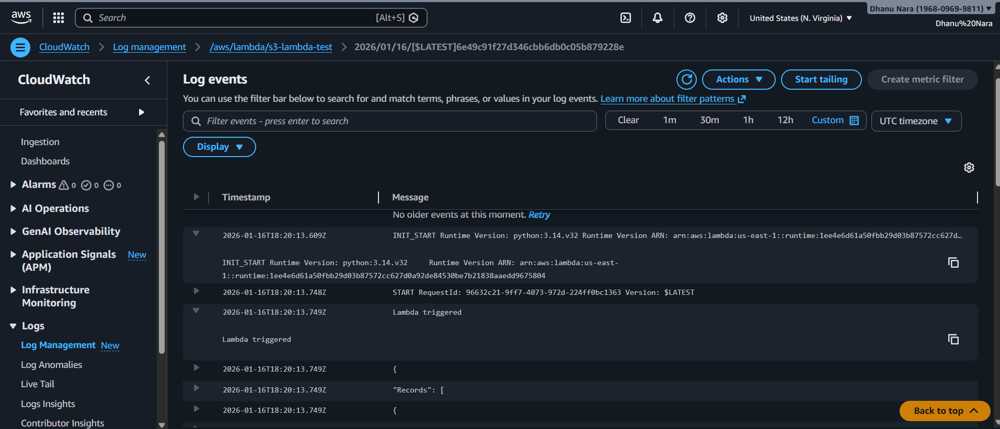 aws
Search
[Alt+S]
United States (N. Virginia)
Dhanu Nara (1968-0969-9811)
Dhanu%20Nara
CloudWatch
Log management
/aws/lambda/s3-lambda-test
2026/01/16/[$LATEST]6e49c91f27d346cbb6db0c05b879228e
CloudWatch
Favorites and recents
Ingestion
Dashboards
Alarms 0 0 0
AI Operations
GenAI Observability
Application Signals New
(APM)
Infrastructure
Monitoring
Logs
Log Management New
Log Anomalies
Live Tail
Logs Insights
Contributor Insights
Log events
Actions
Start tailing
Create metric filter
You can use the filter bar below to search for and match terms, phrases, or values in your log events. Learn more about filter patterns
Filter events - press enter to search
Clear 1m 30m 1h 12h Custom
UTC timezone
Display
Timestamp Message
No older events at this moment. Retry
2026-01-16T18:20:13.609Z INIT_START Runtime Version: python:3.14.v32 Runtime Version ARN: arn:aws:lambda:us-east-1::runtime:1ee4e6d61a50fbb29d03b87572cc627d…
INIT_START Runtime Version: python:3.14.v32 Runtime Version ARN: arn:aws:lambda:us-east-
1::runtime:1ee4e6d61a50fbb29d03b87572cc627d0a92de84530be7b21838aaedd9675804
2026-01-16T18:20:13.748Z START RequestId: 96632c21-9ff7-4073-972d-224ff0bc1363 Version: $LATEST
2026-01-16T18:20:13.749Z Lambda triggered
Lambda triggered
2026-01-16T18:20:13.749Z {
2026-01-16T18:20:13.749Z "Records": [
2026-01-16T18:20:13.749Z {
Back to top